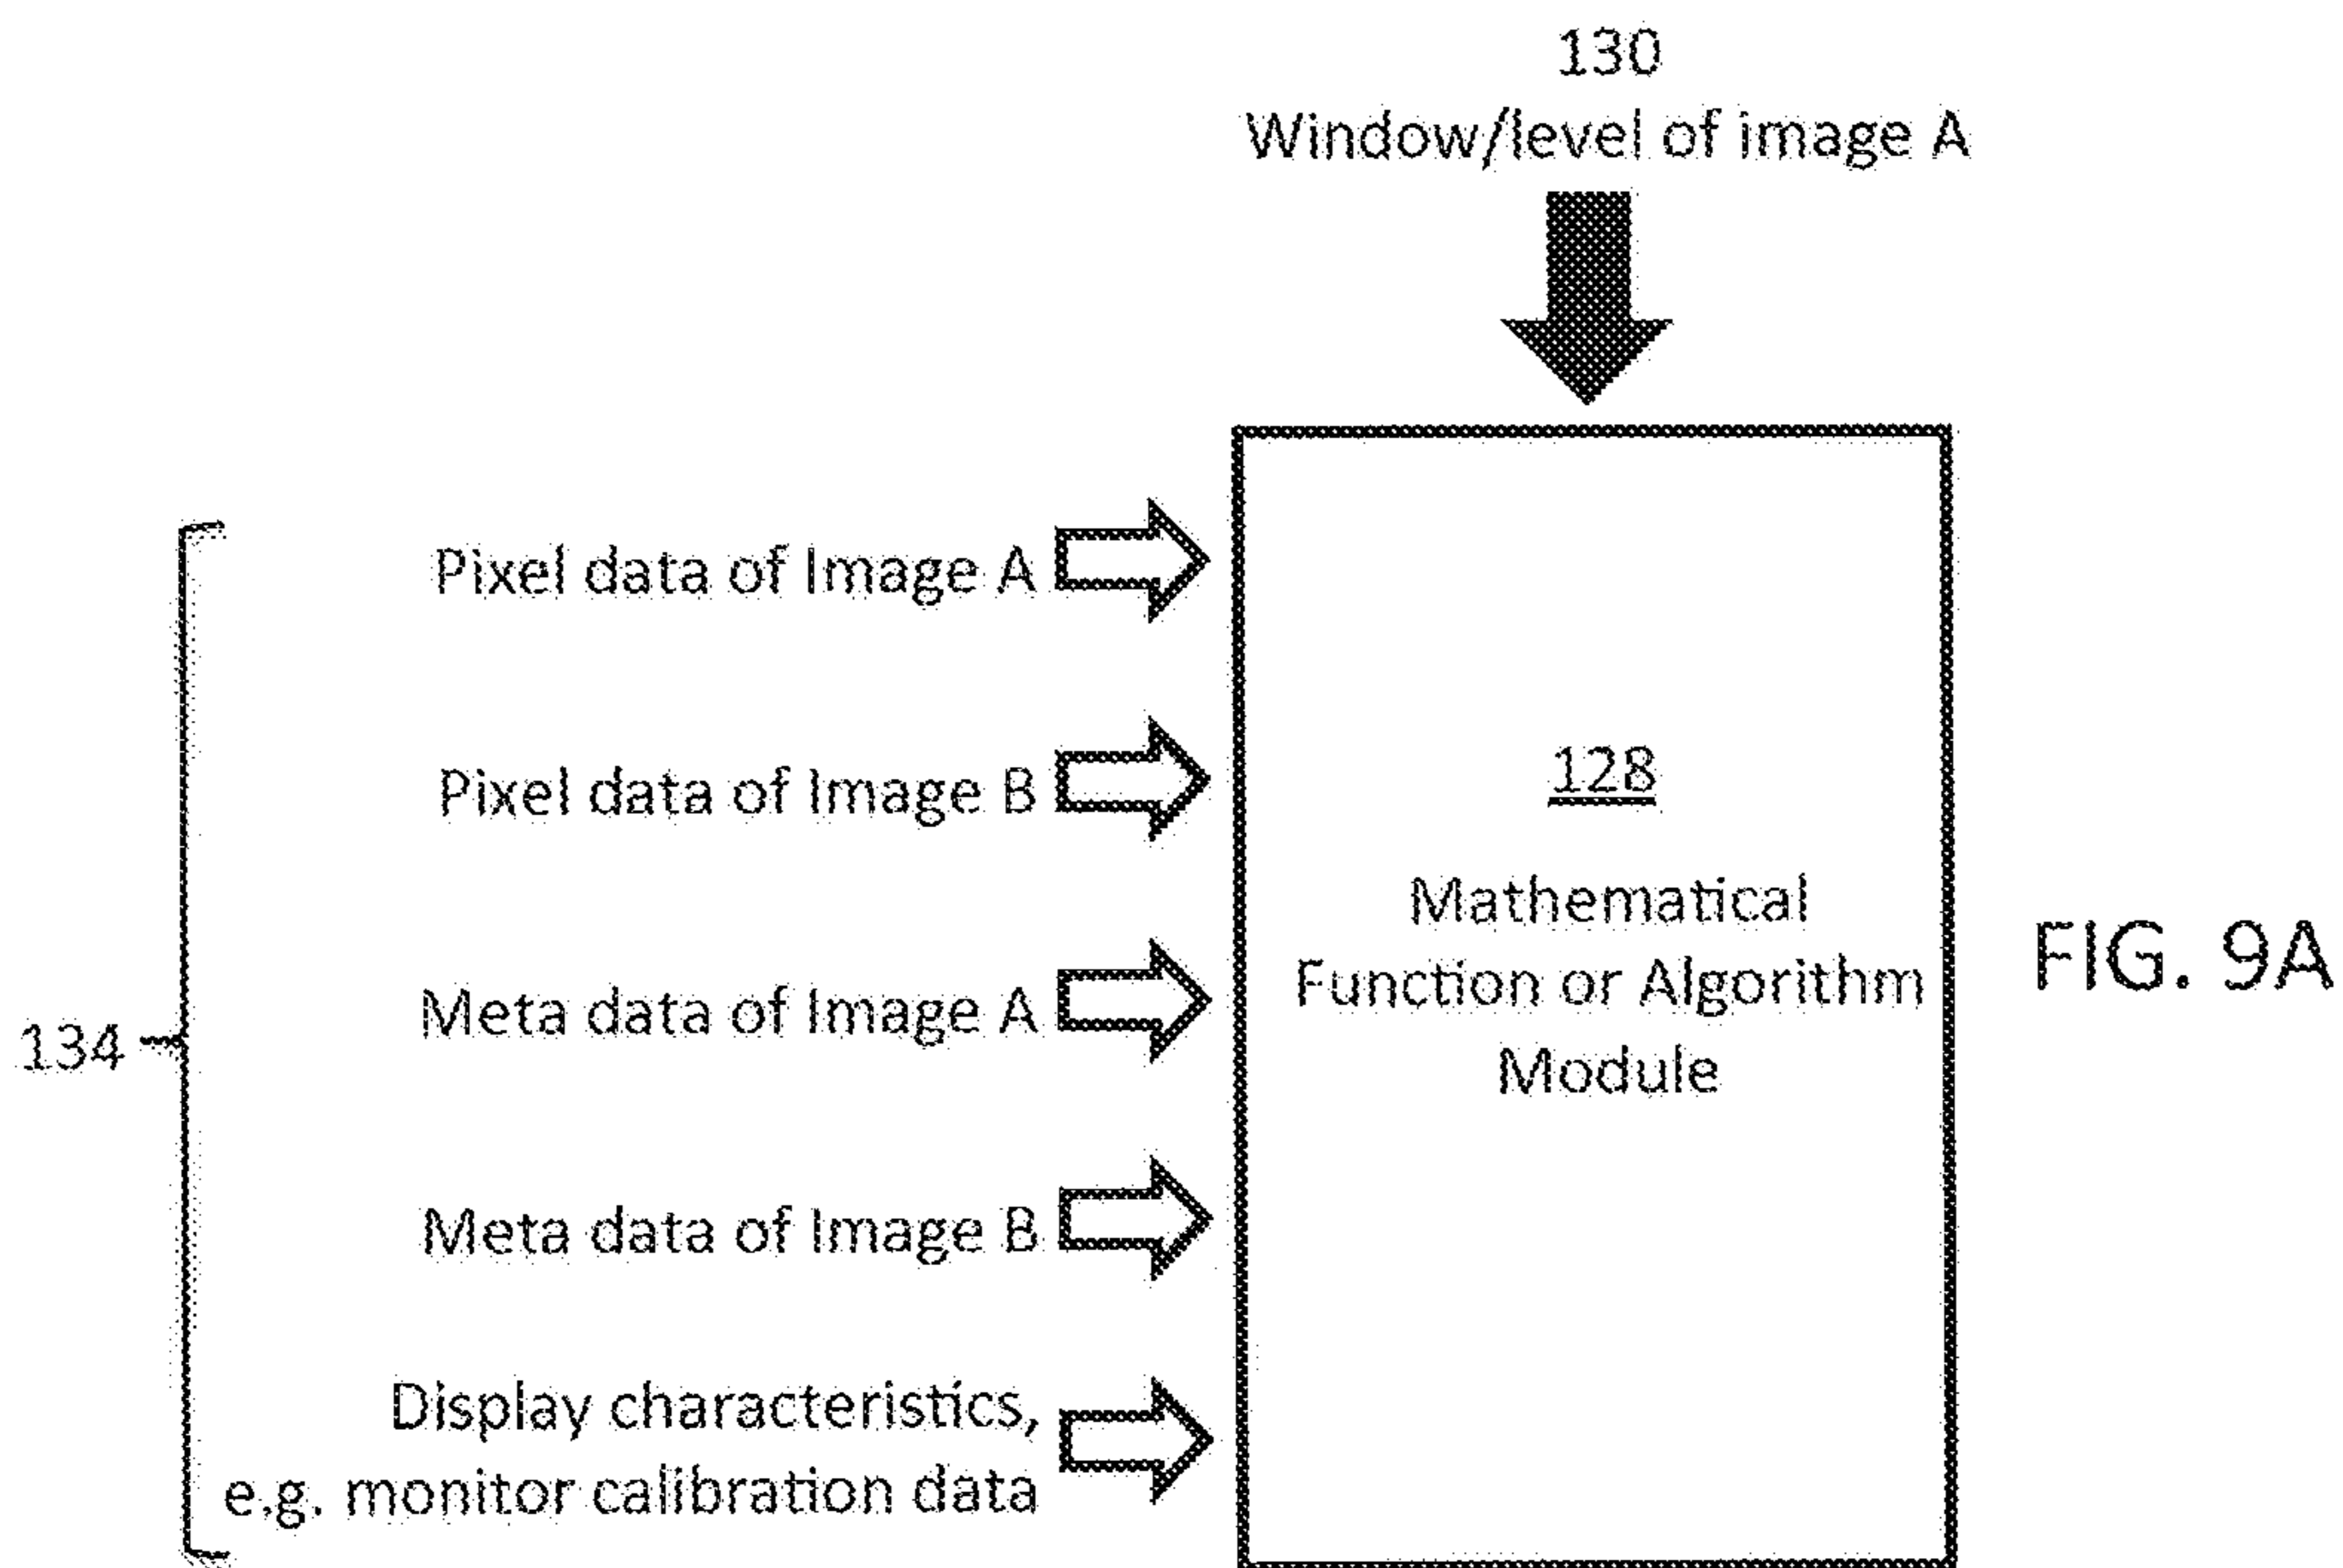 130
Window/level of image A
Pixel data of Image A
Pixel data of Image B
Meta data of Image A
Meta data of Image B
Display characteristics,
e.g. monitor calibration data
134
128
Mathematical
Function or Algorithm
Module
FIG. 9A